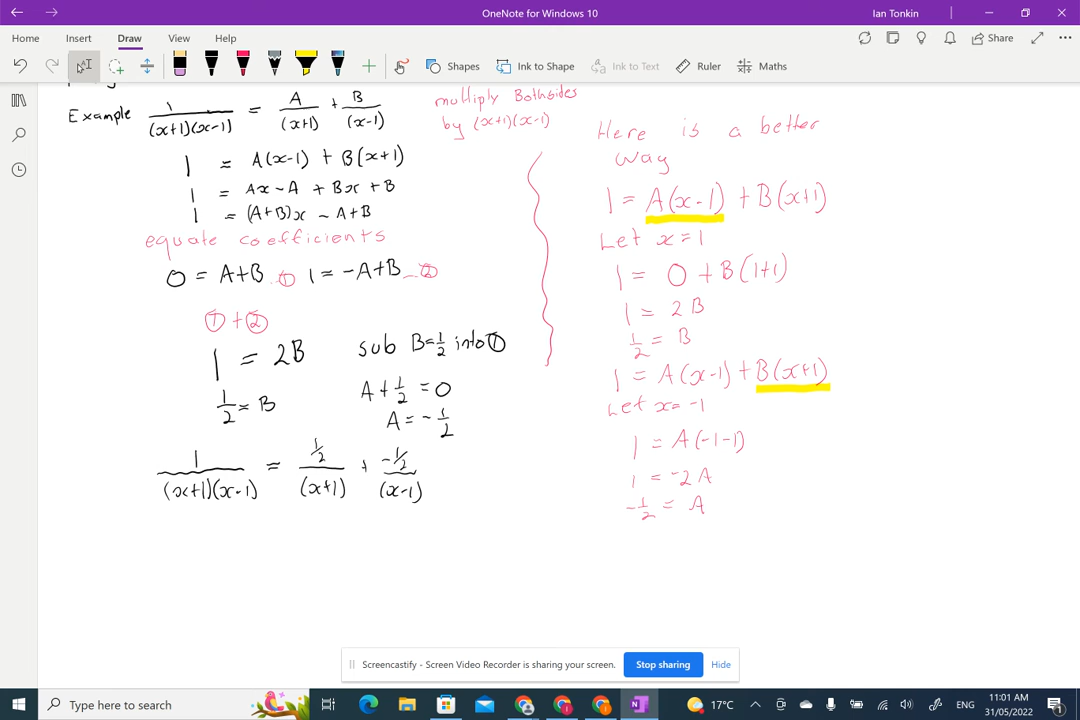 OneNote for Windows 10
Ian Tonkin
Home Insert Draw View Help
Share
Shapes Ink to Shape Ink to Text Ruler Maths
Example 1/((x+1)(x-1)) = A/(x+1) + B/(x-1)
multiply Bothsides
by (x+1)(x-1)
1 = A(x-1) + B(x+1)
1 = Ax - A + Bx + B
1 = (A+B)x - A+B
equate coefficients
0 = A+B ① 1 = -A+B ②
① + ②
1 = 2B
1/2 = B
sub B=1/2 into ①
A + 1/2 = 0
A = -1/2
1/((x+1)(x-1)) = (1/2)/(x+1) + (-1/2)/(x-1)
Here is a better
way
1 = A(x-1) + B(x+1)
Let x=1
1 = 0 + B(1+1)
1 = 2B
1/2 = B
1 = A(x-1) + B(x+1)
Let x=-1
1 = A(-1-1)
1 = -2A
-1/2 = A
Screencastify - Screen Video Recorder is sharing your screen. Stop sharing Hide
Type here to search
17°C
ENG
11:01 AM
31/05/2022